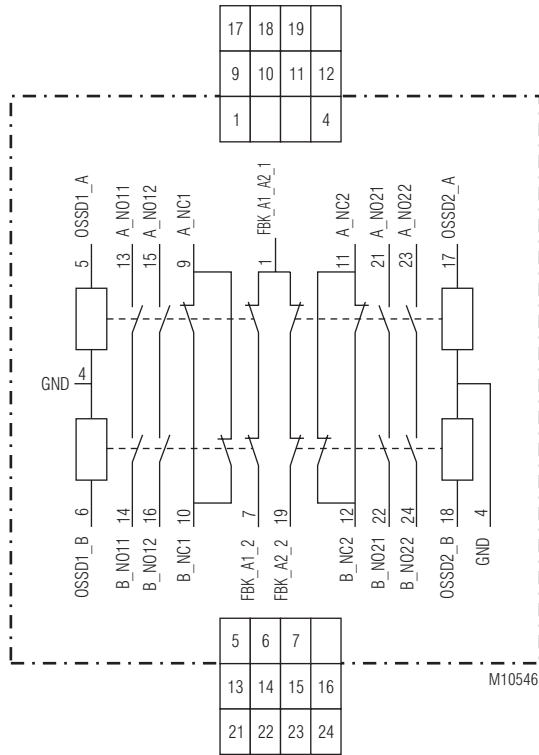 17 18 19
9 10 11 12
1 4
OSSD1_A
A_NO11
A_NO12
A_NC1
FBK_A1_A2_1
A_NC2
A_NO21
A_NO22
OSSD2_A
5 13 15 9 1 11 21 23 17
GND 4
6 14 16 10 7 19 12 22 24 18 4
OSSD1_B
B_NO11
B_NO12
B_NC1
FBK_A1_2
FBK_A2_2
B_NC2
B_NO21
B_NO22
OSSD2_B
GND
5 6 7
13 14 15 16
21 22 23 24
M10546